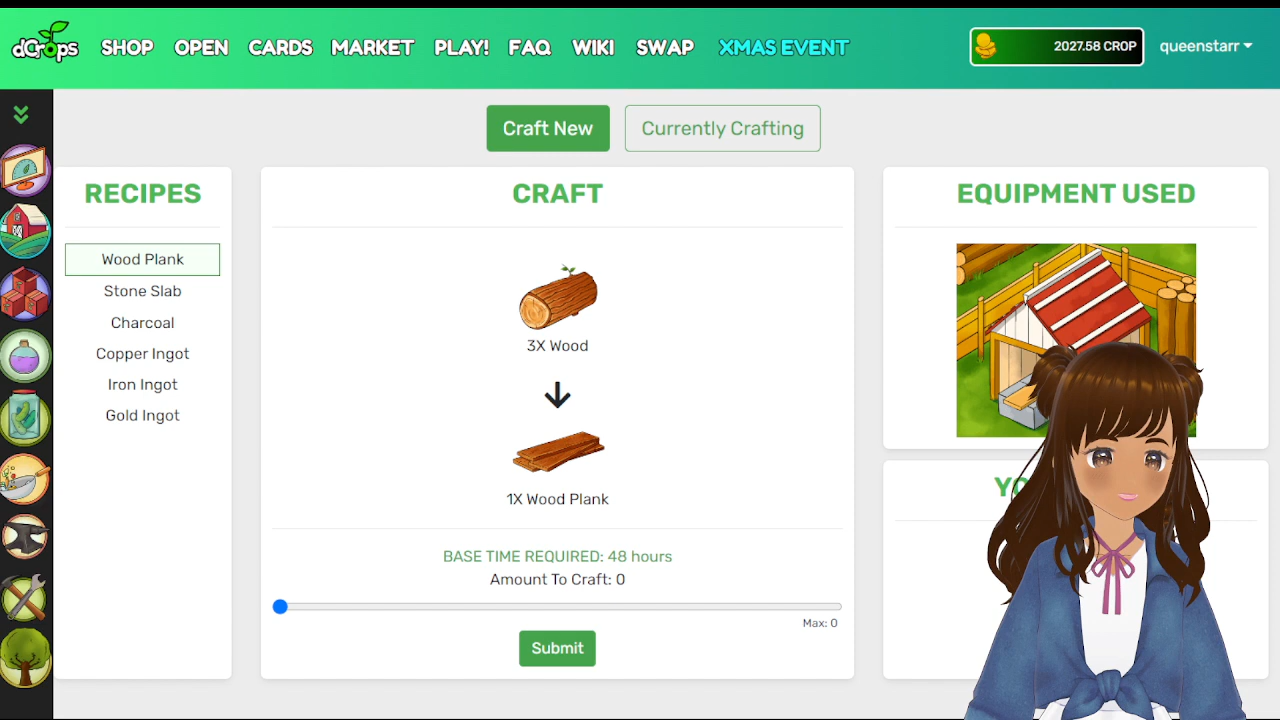 dCrops SHOP OPEN CARDS MARKET PLAY! FAQ WIKI SWAP XMAS EVENT 2027.58 CROP queenstarr
Craft New Currently Crafting
RECIPES
Wood Plank
Stone Slab
Charcoal
Copper Ingot
Iron Ingot
Gold Ingot
CRAFT
3X Wood
1X Wood Plank
BASE TIME REQUIRED: 48 hours
Amount To Craft: 0
Max: 0
Submit
EQUIPMENT USED